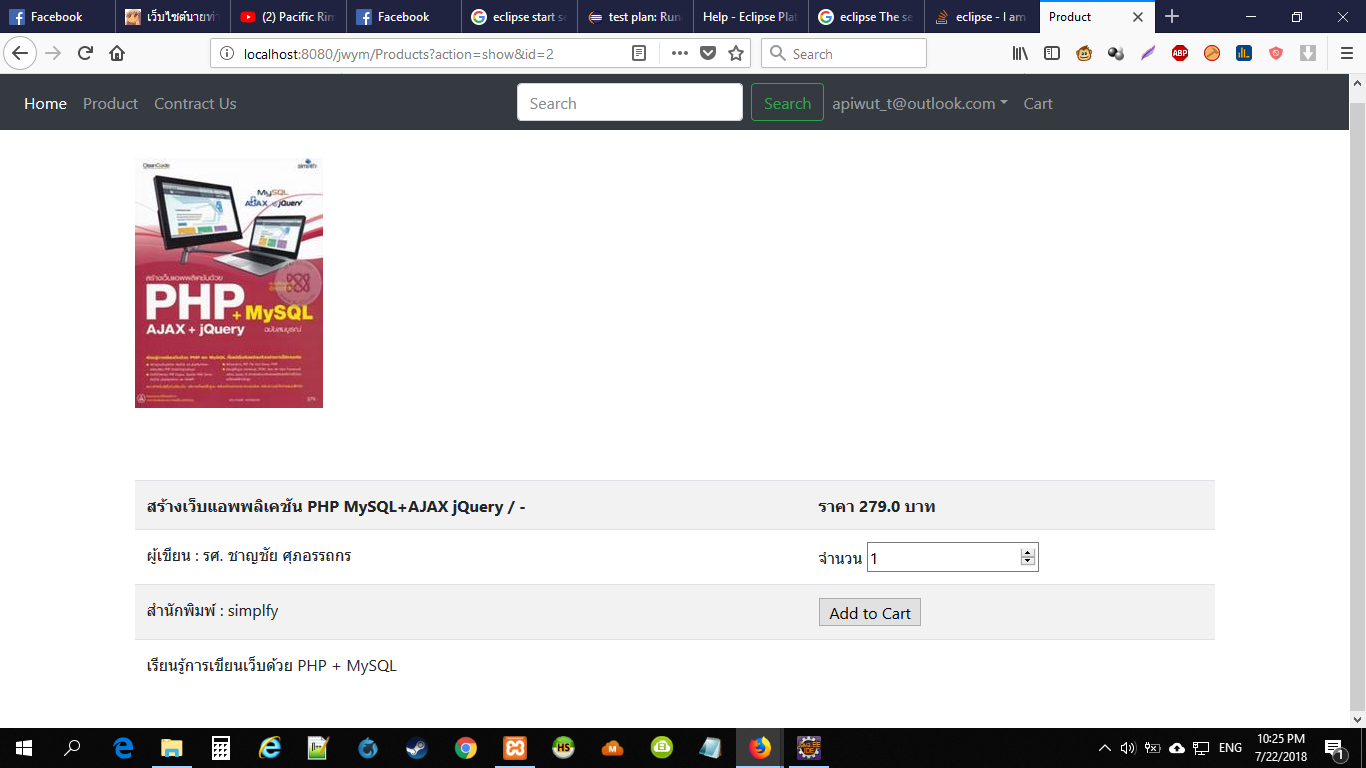 Facebook
เว็บไซต์นายท่า
(2) Pacific Rim
Facebook
eclipse start se
test plan: Run
Help - Eclipse Plat
eclipse The se
eclipse - I am
Product
localhost:8080/jwym/Products?action=show&id=2
Search
ABP
Home
Product
Contract Us
Search
Search
apiwut_t@outlook.com
Cart
simplify
MySQL
AJAX jQuery
สร้างเว็บแอพพลิเคชันด้วย
PHP + MySQL
AJAX + jQuery
ฉบับสมบูรณ์
สร้างเว็บแอพพลิเคชัน PHP MySQL+AJAX jQuery / -
ราคา 279.0 บาท
ผู้เขียน : รศ. ชาญชัย ศุภอรรถกร
จำนวน 1
สำนักพิมพ์ : simplfy
Add to Cart
เรียนรู้การเขียนเว็บด้วย PHP + MySQL
HS
ENG
10:25 PM
7/22/2018
1